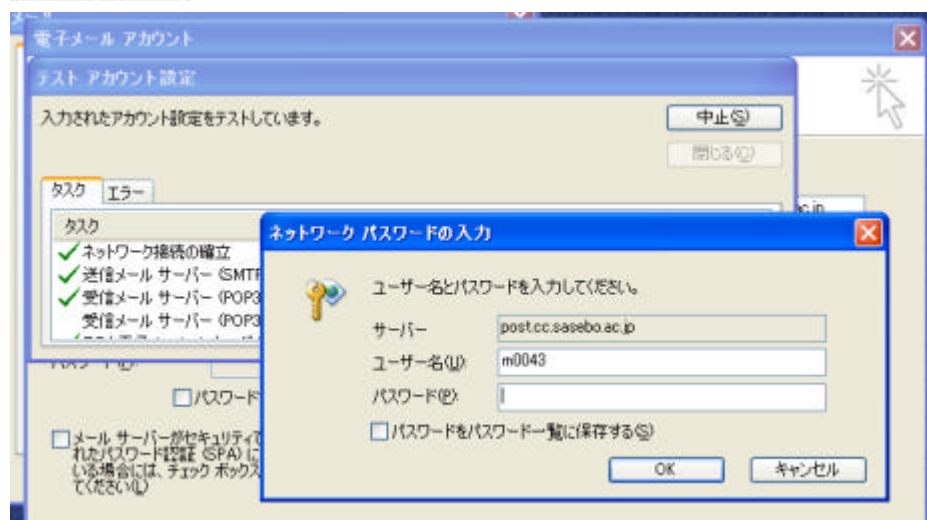 電子メール アカウント
テスト アカウント設定
入力されたアカウント設定をテストしています。
中止(S)
閉じる(C)
タスク
エラー
タスク
ネットワーク接続の確立
送信メール サーバー (SMTP
受信メール サーバー (POP3
受信メール サーバー (POP3
ac.jp
ネットワーク パスワードの入力
ユーザー名とパスワードを入力してください。
サーバー
post.cc.sasebo.ac.jp
ユーザー名(U):
m0043
パスワード(P):
パスワードをパスワード一覧に保存する(S)
OK
キャンセル
パスワード
メール サーバーがセキュリティで
れたパスワード認証 (SPA) に
いる場合には、チェック ボックス
てください(L)